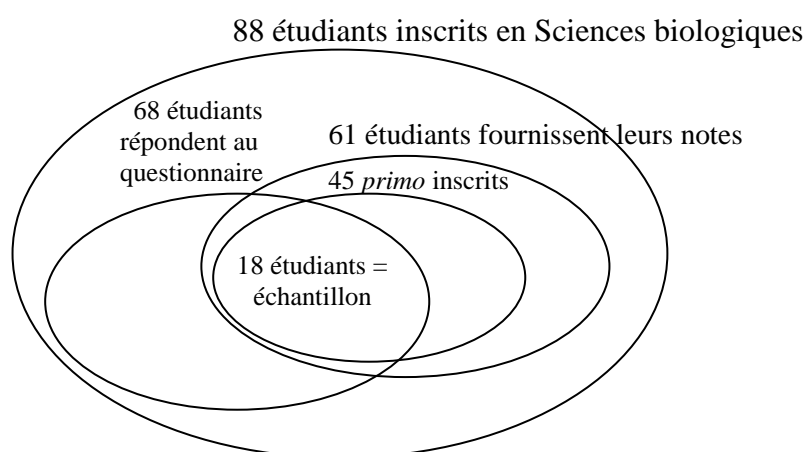 88 étudiants inscrits en Sciences biologiques
68 étudiants
répondent au
questionnaire
61 étudiants fournissent leurs notes
45 primo inscrits
18 étudiants =
échantillon